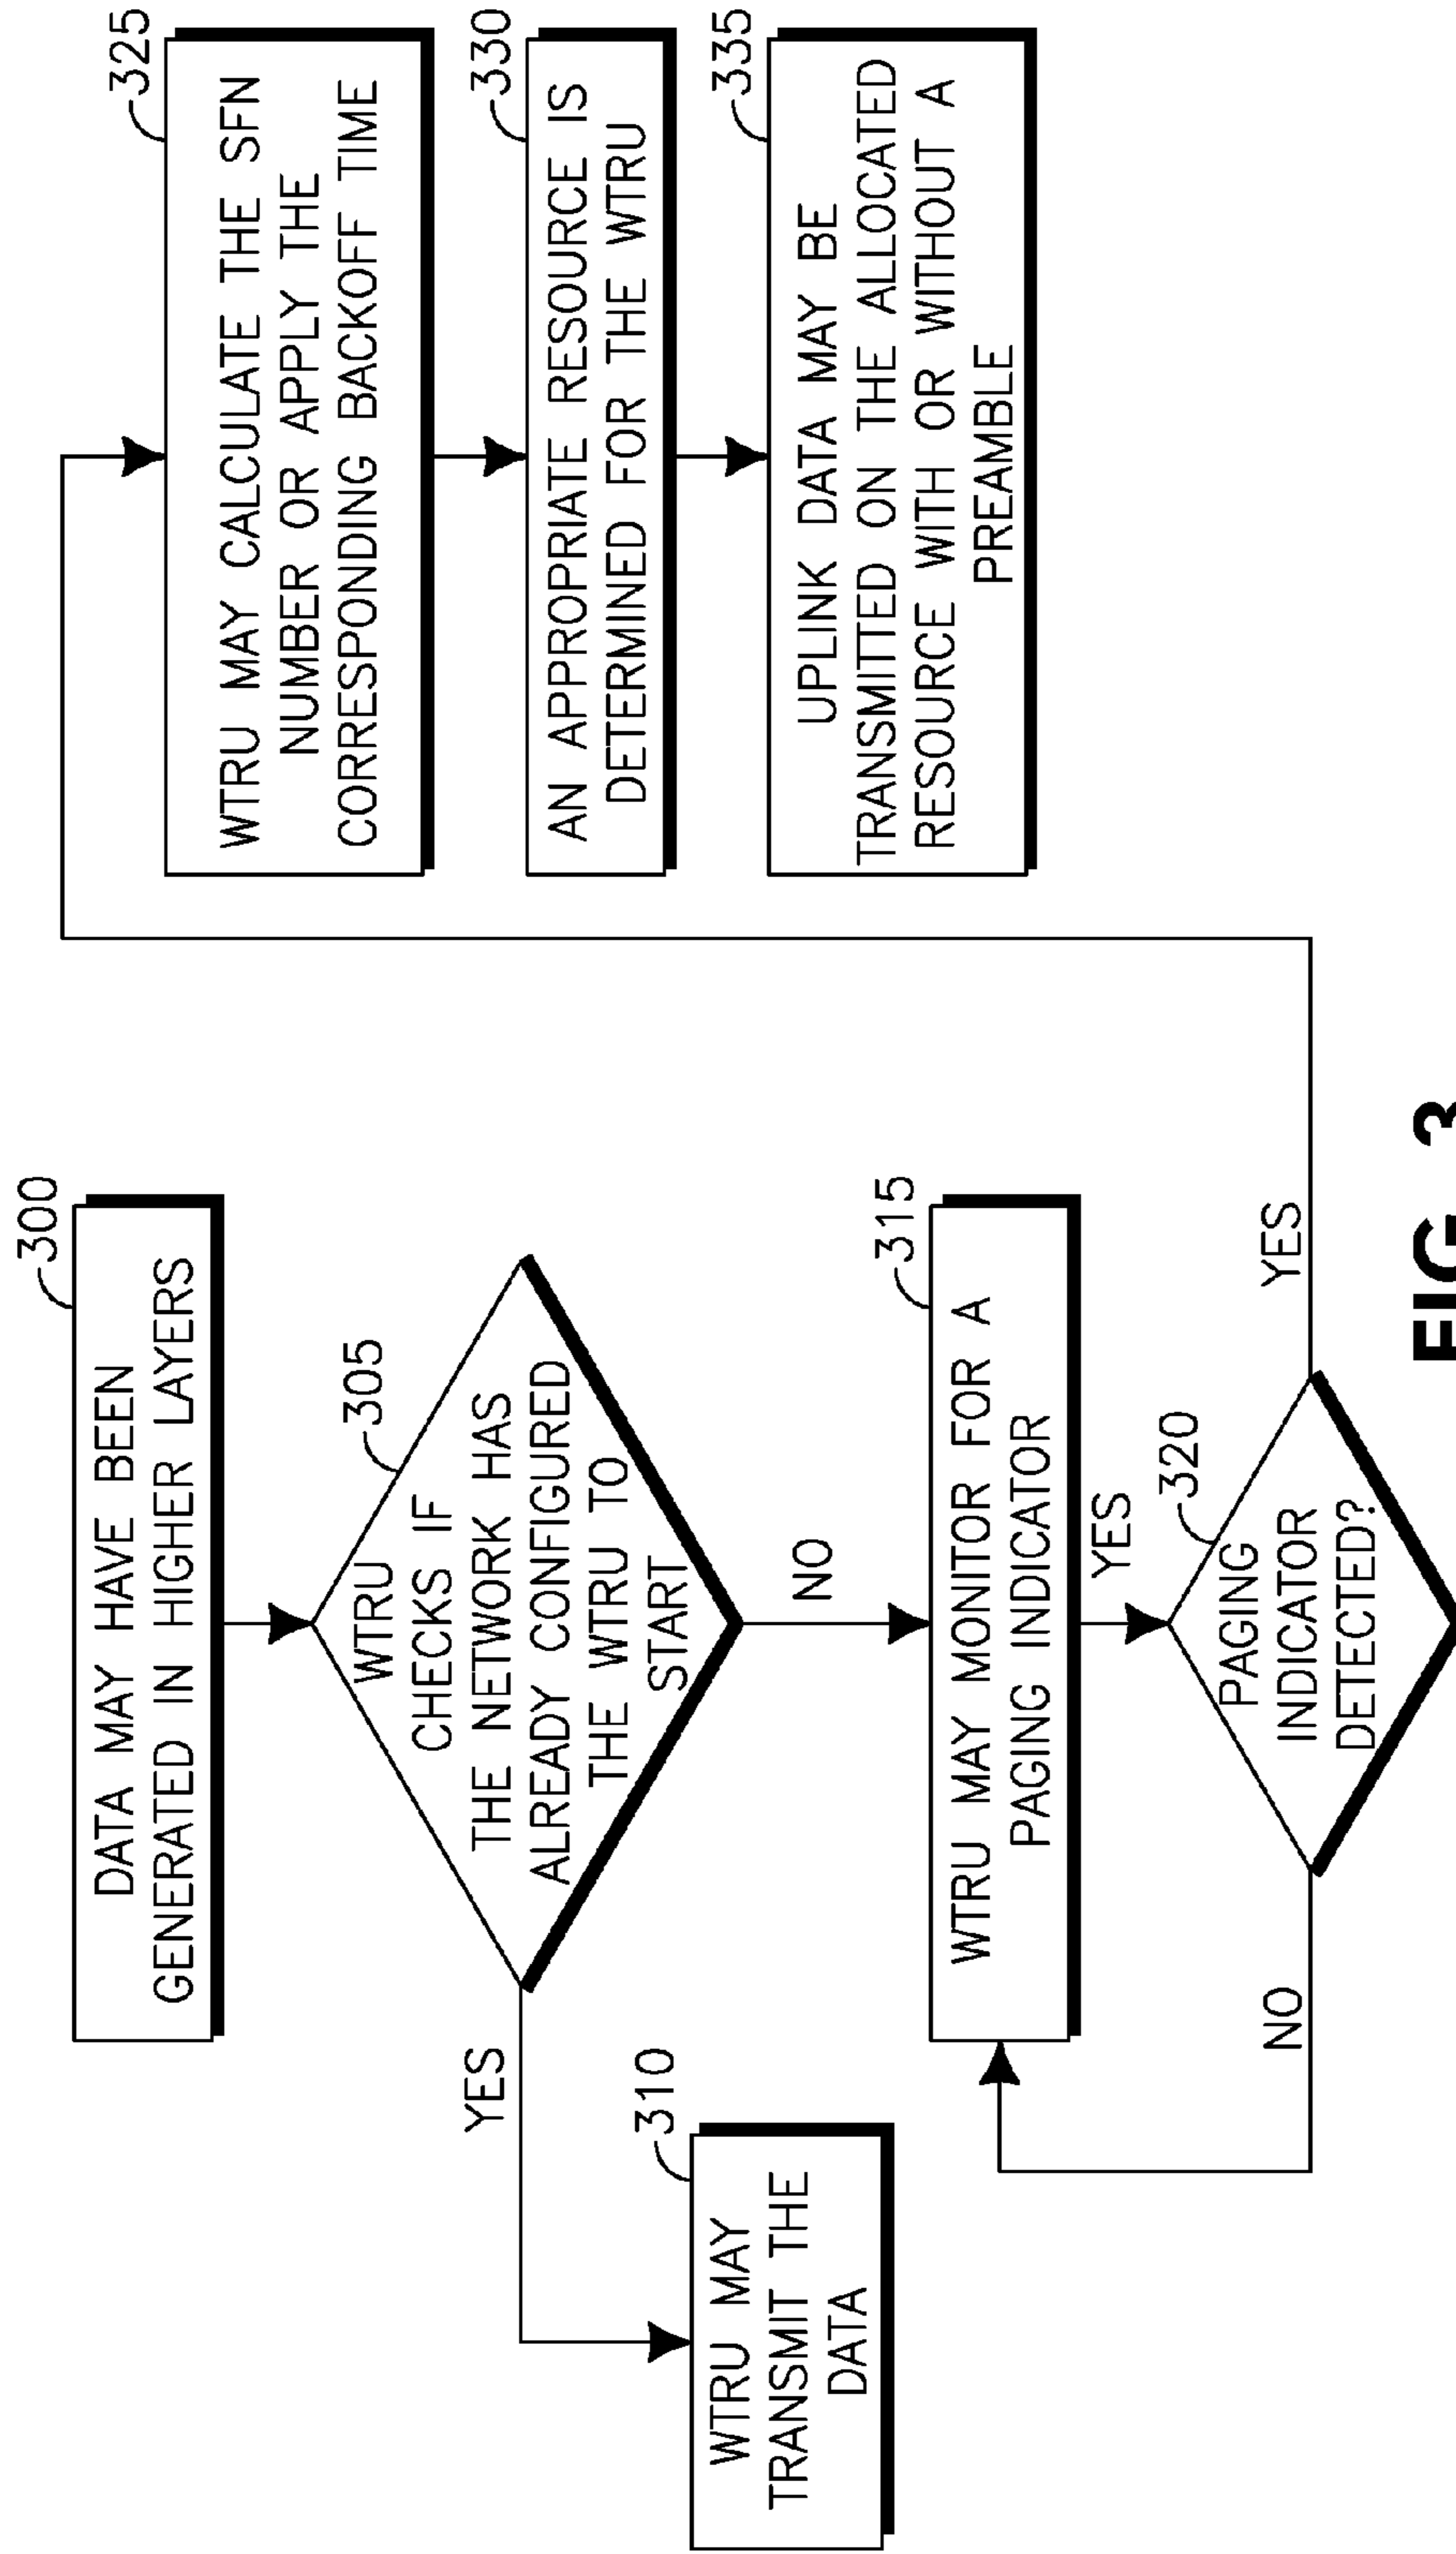 300
DATA MAY HAVE BEEN
GENERATED IN HIGHER LAYERS
305
WTRU
CHECKS IF
THE NETWORK HAS
ALREADY CONFIGURED
THE WTRU TO
START
YES
310
WTRU MAY
TRANSMIT THE
DATA
NO
315
WTRU MAY MONITOR FOR A
PAGING INDICATOR
YES
320
PAGING
INDICATOR
DETECTED?
NO
YES
325
WTRU MAY CALCULATE THE SFN
NUMBER OR APPLY THE
CORRESPONDING BACKOFF TIME
330
AN APPROPRIATE RESOURCE IS
DETERMINED FOR THE WTRU
335
UPLINK DATA MAY BE
TRANSMITTED ON THE ALLOCATED
RESOURCE WITH OR WITHOUT A
PREAMBLE
FIG 3